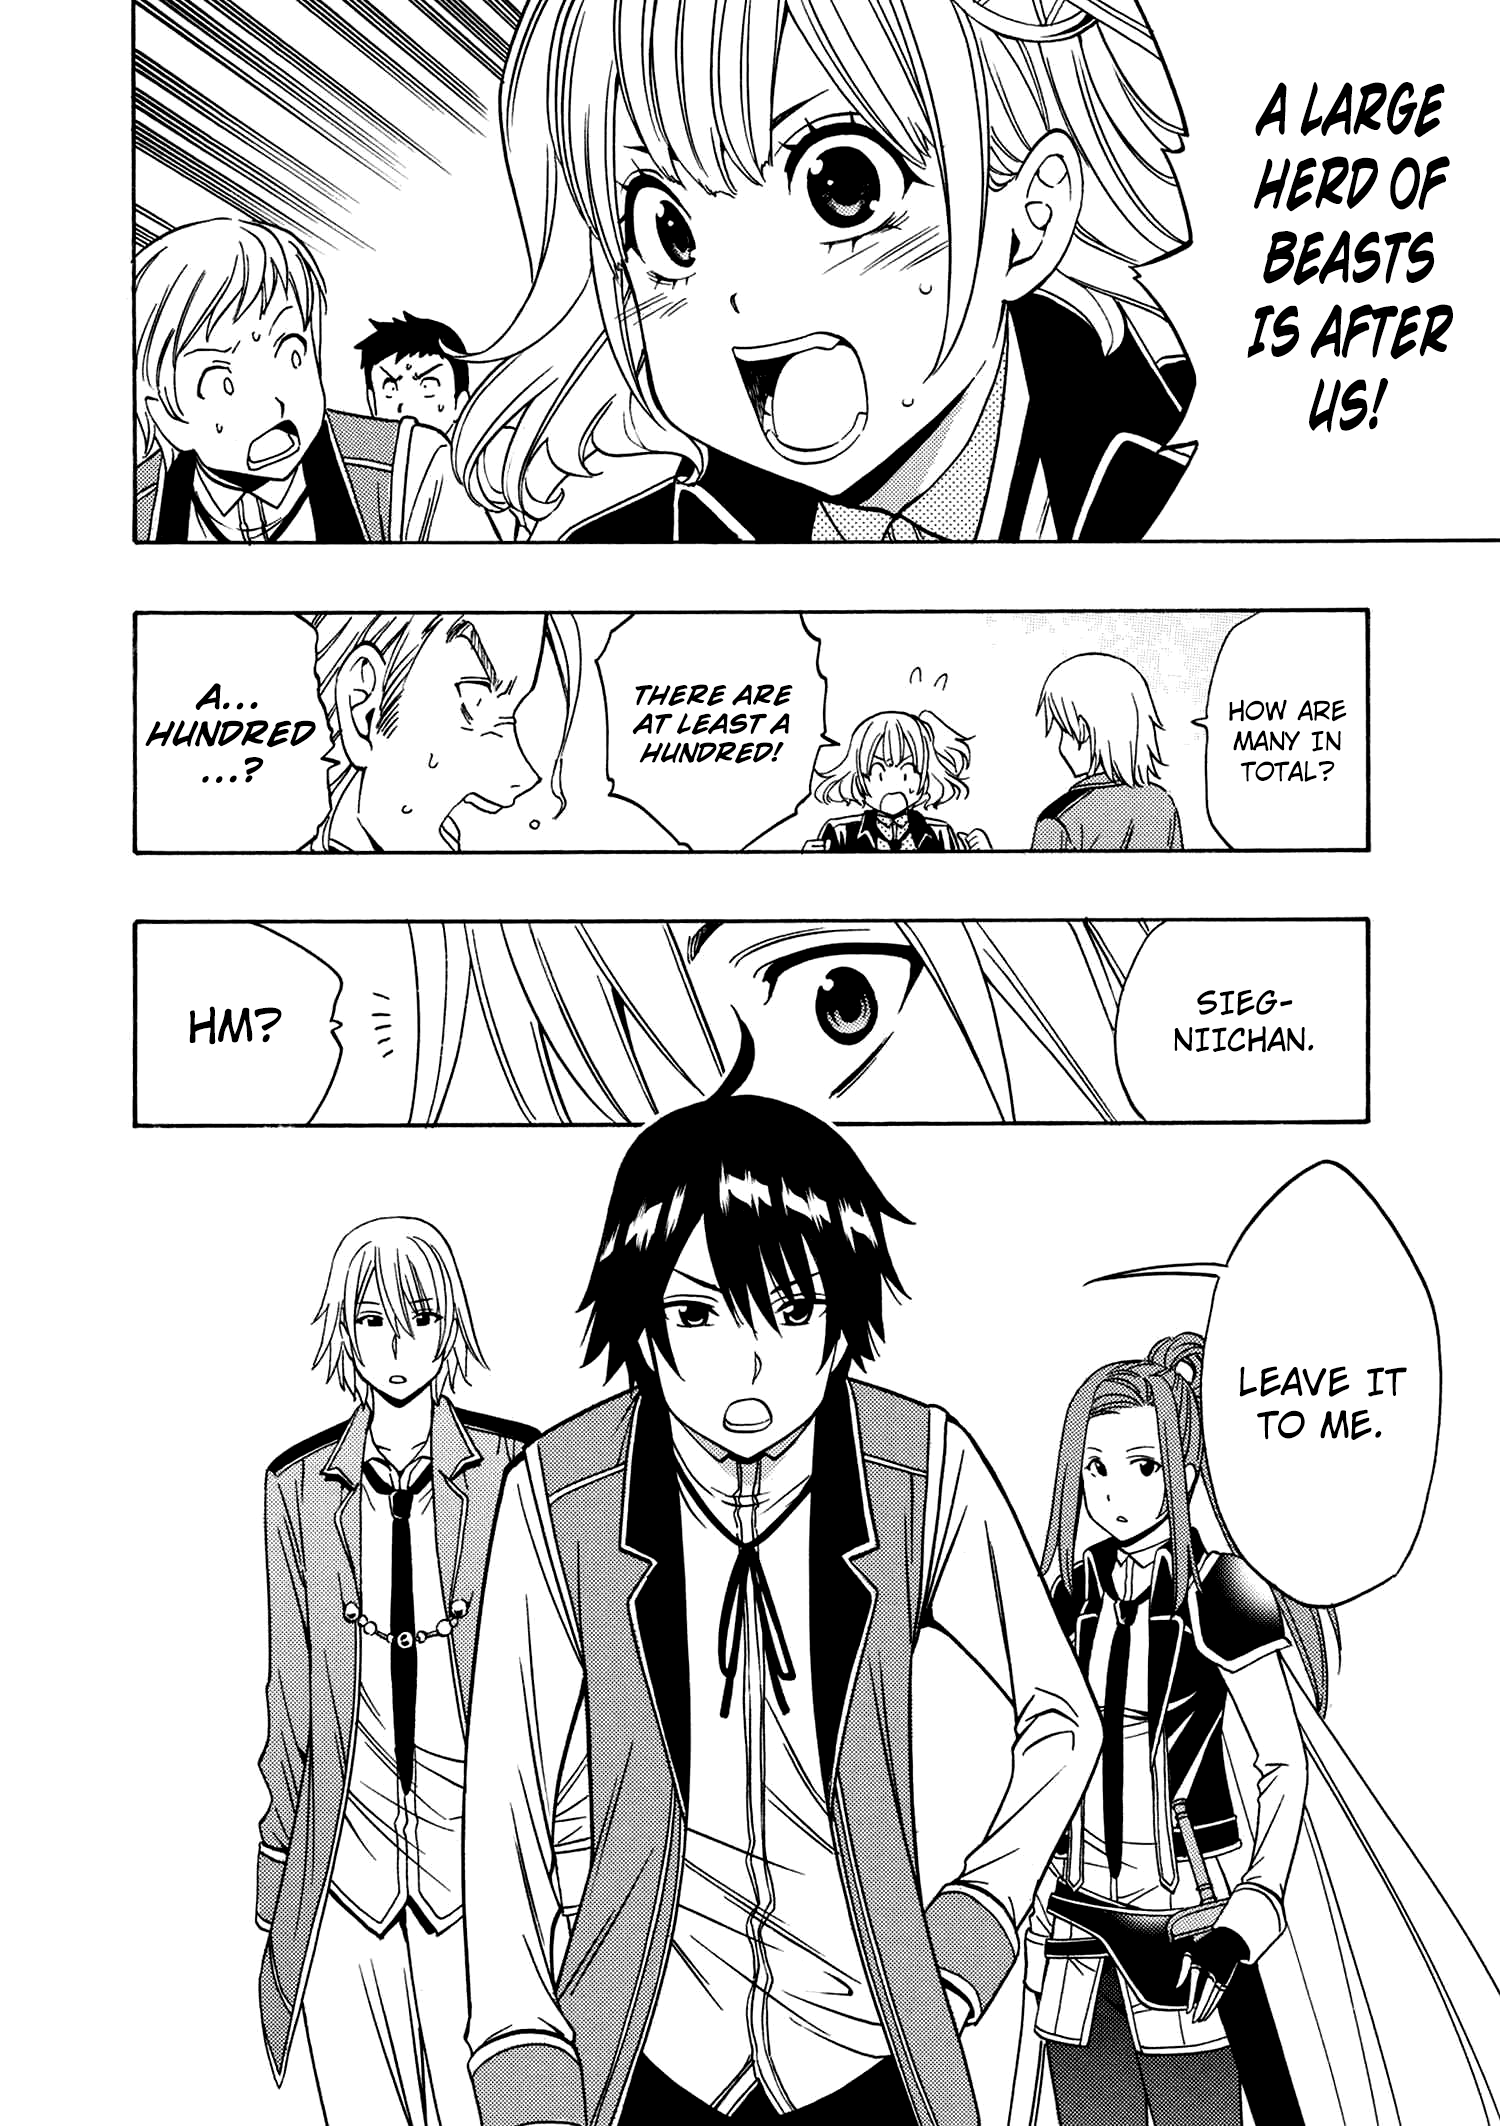 A LARGE
HERD OF
BEASTS
IS AFTER
US!
HOW ARE
MANY IN
TOTAL?
THERE ARE
AT LEAST A
HUNDRED!
A...
HUNDRED
...?
SIEG-
NIICHAN.
HM?
LEAVE IT
TO ME.